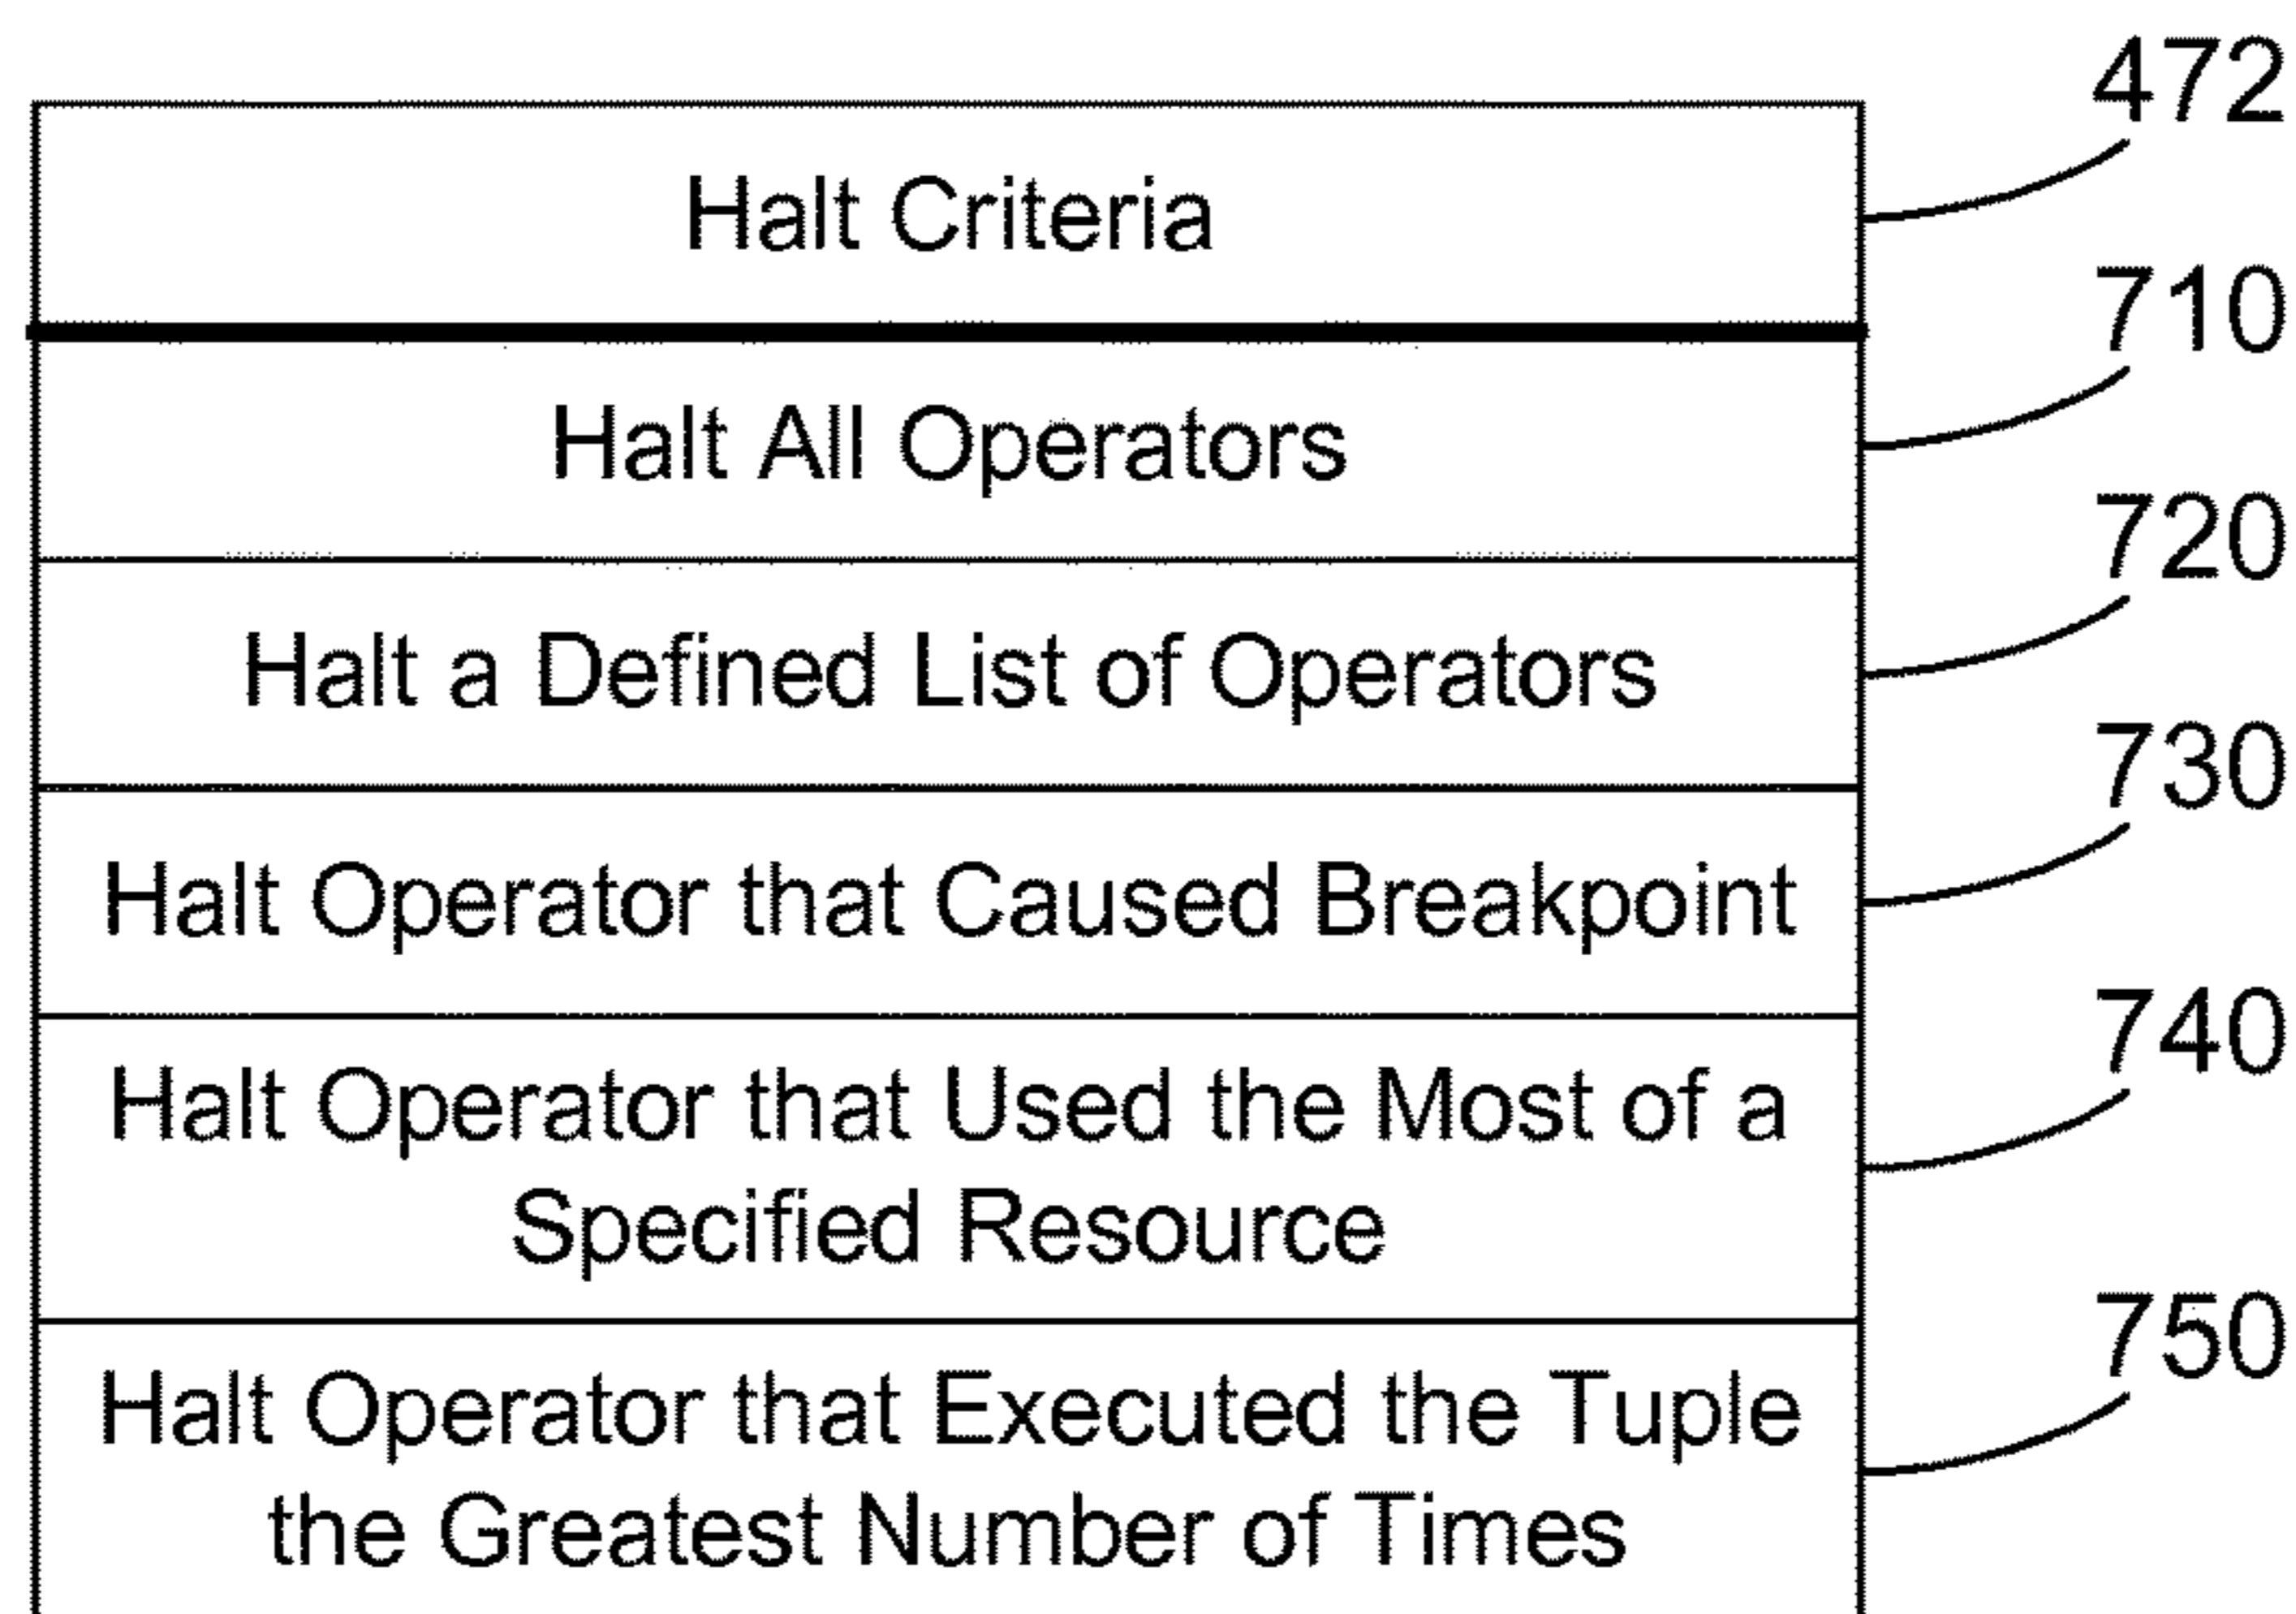 472
Halt Criteria
710
Halt All Operators
720
Halt a Defined List of Operators
730
Halt Operator that Caused Breakpoint
740
Halt Operator that Used the Most of a
Specified Resource
750
Halt Operator that Executed the Tuple
the Greatest Number of Times